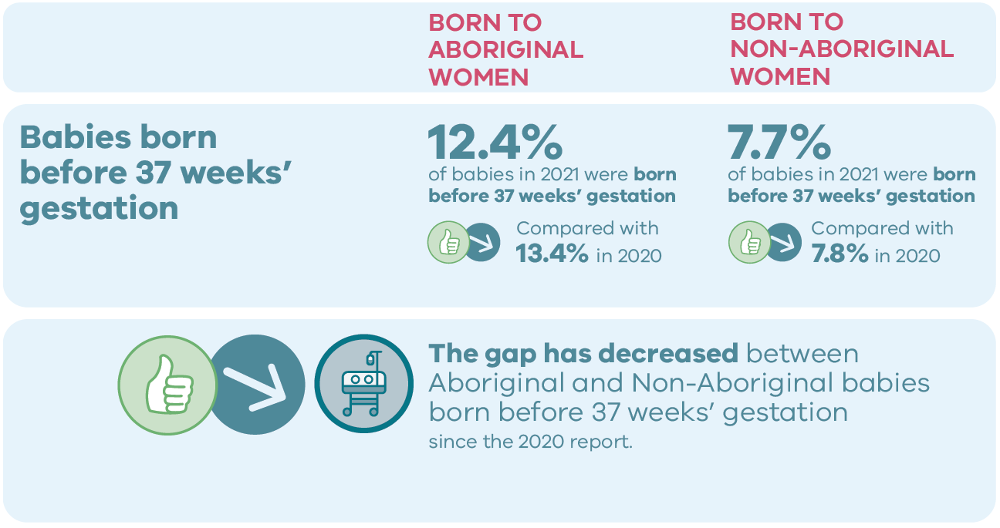 BORN TO
ABORIGINAL
WOMEN
BORN TO
NON-ABORIGINAL
WOMEN
Babies born
before 37 weeks’
gestation
12.4%
of babies in 2021 were born
before 37 weeks’ gestation
Compared with
13.4% in 2020
7.7%
of babies in 2021 were born
before 37 weeks’ gestation
Compared with
7.8% in 2020
The gap has decreased between
Aboriginal and Non-Aboriginal babies
born before 37 weeks’ gestation
since the 2020 report.